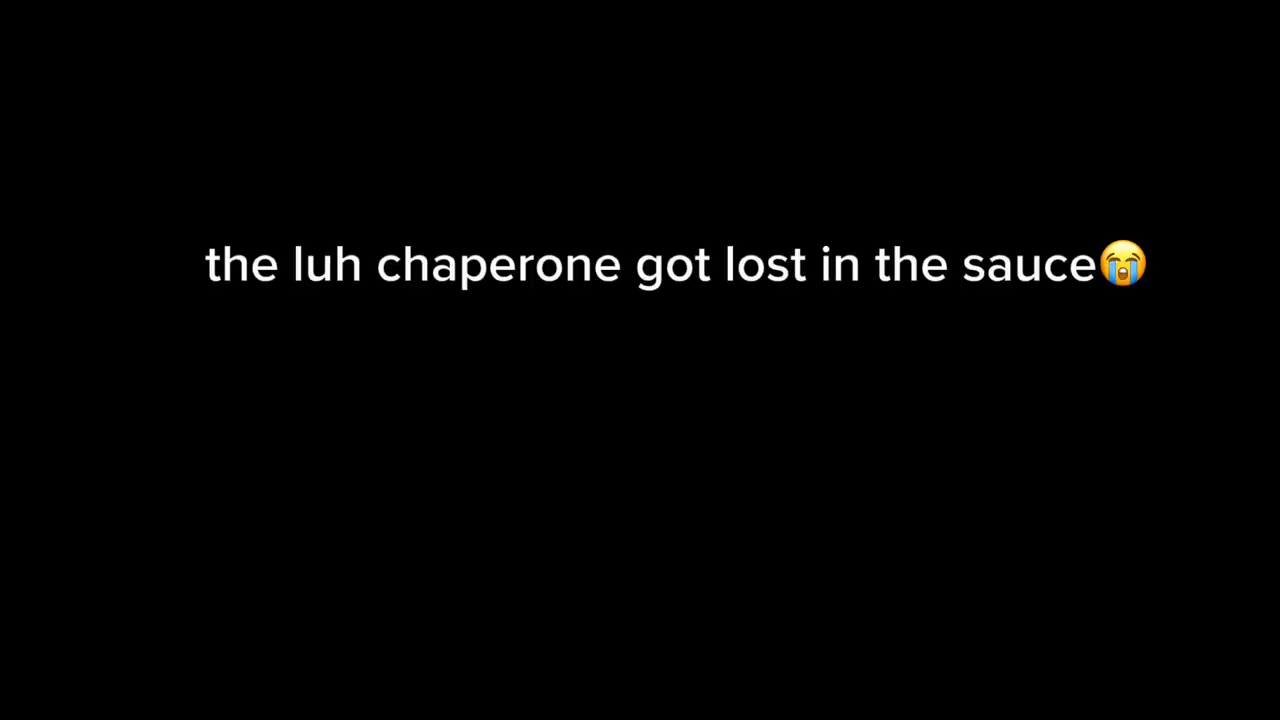 the luh chaperone got lost in the sauce😭